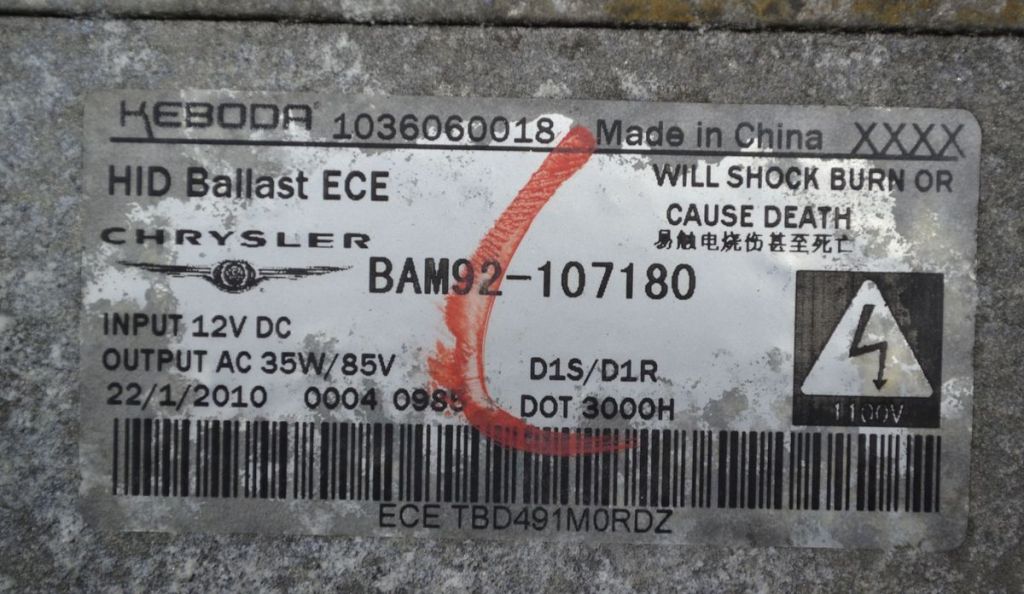 KEBODA 1036060018 Made in China XXXX
HID Ballast ECE
WILL SHOCK BURN OR
CAUSE DEATH
易触电烧伤甚至死亡
CHRYSLER
BAM92-107180
INPUT 12V DC
OUTPUT AC 35W/85V
D1S/D1R
22/1/2010 0004 0985
DOT 3000H
1100V
ECE TBD491M0RDZ